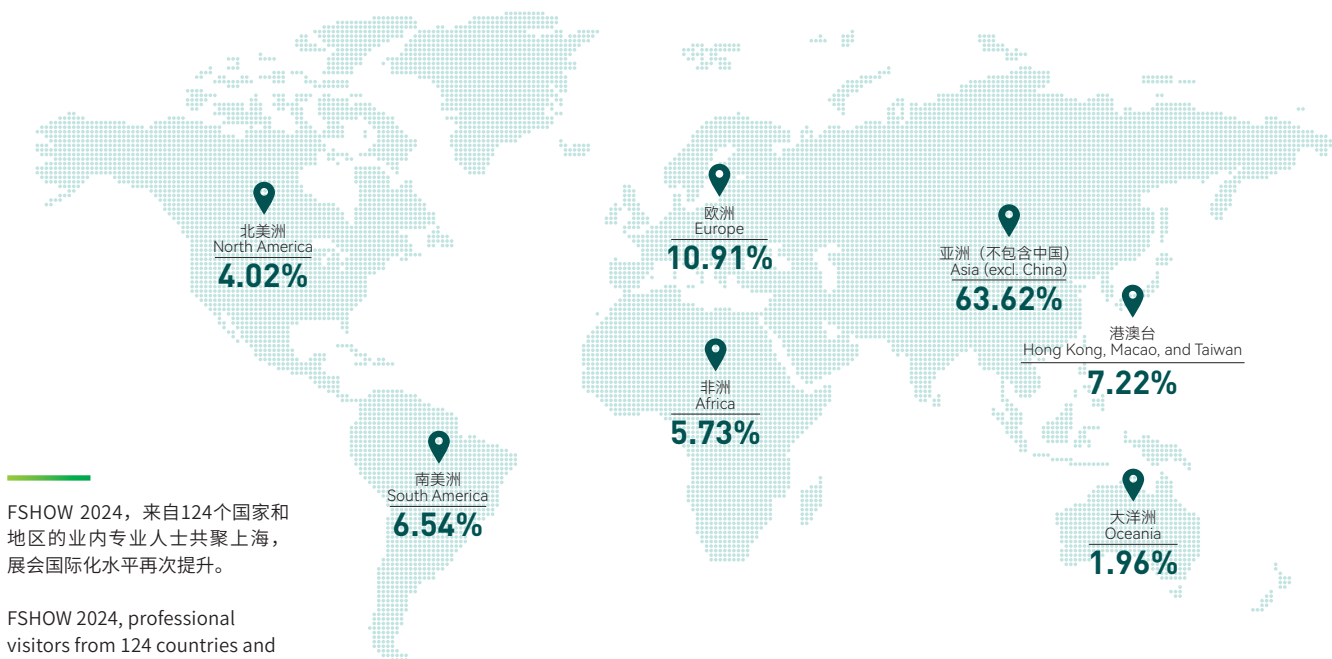 北美洲
North America
4.02%
欧洲
Europe
10.91%
亚洲（不包含中国）
Asia (excl. China)
63.62%
港澳台
Hong Kong, Macao, and Taiwan
7.22%
非洲
Africa
5.73%
南美洲
South America
6.54%
大洋洲
Oceania
1.96%
FSHOW 2024，来自124个国家和
地区的业内专业人士共聚上海，
展会国际化水平再次提升。
FSHOW 2024, professional
visitors from 124 countries and